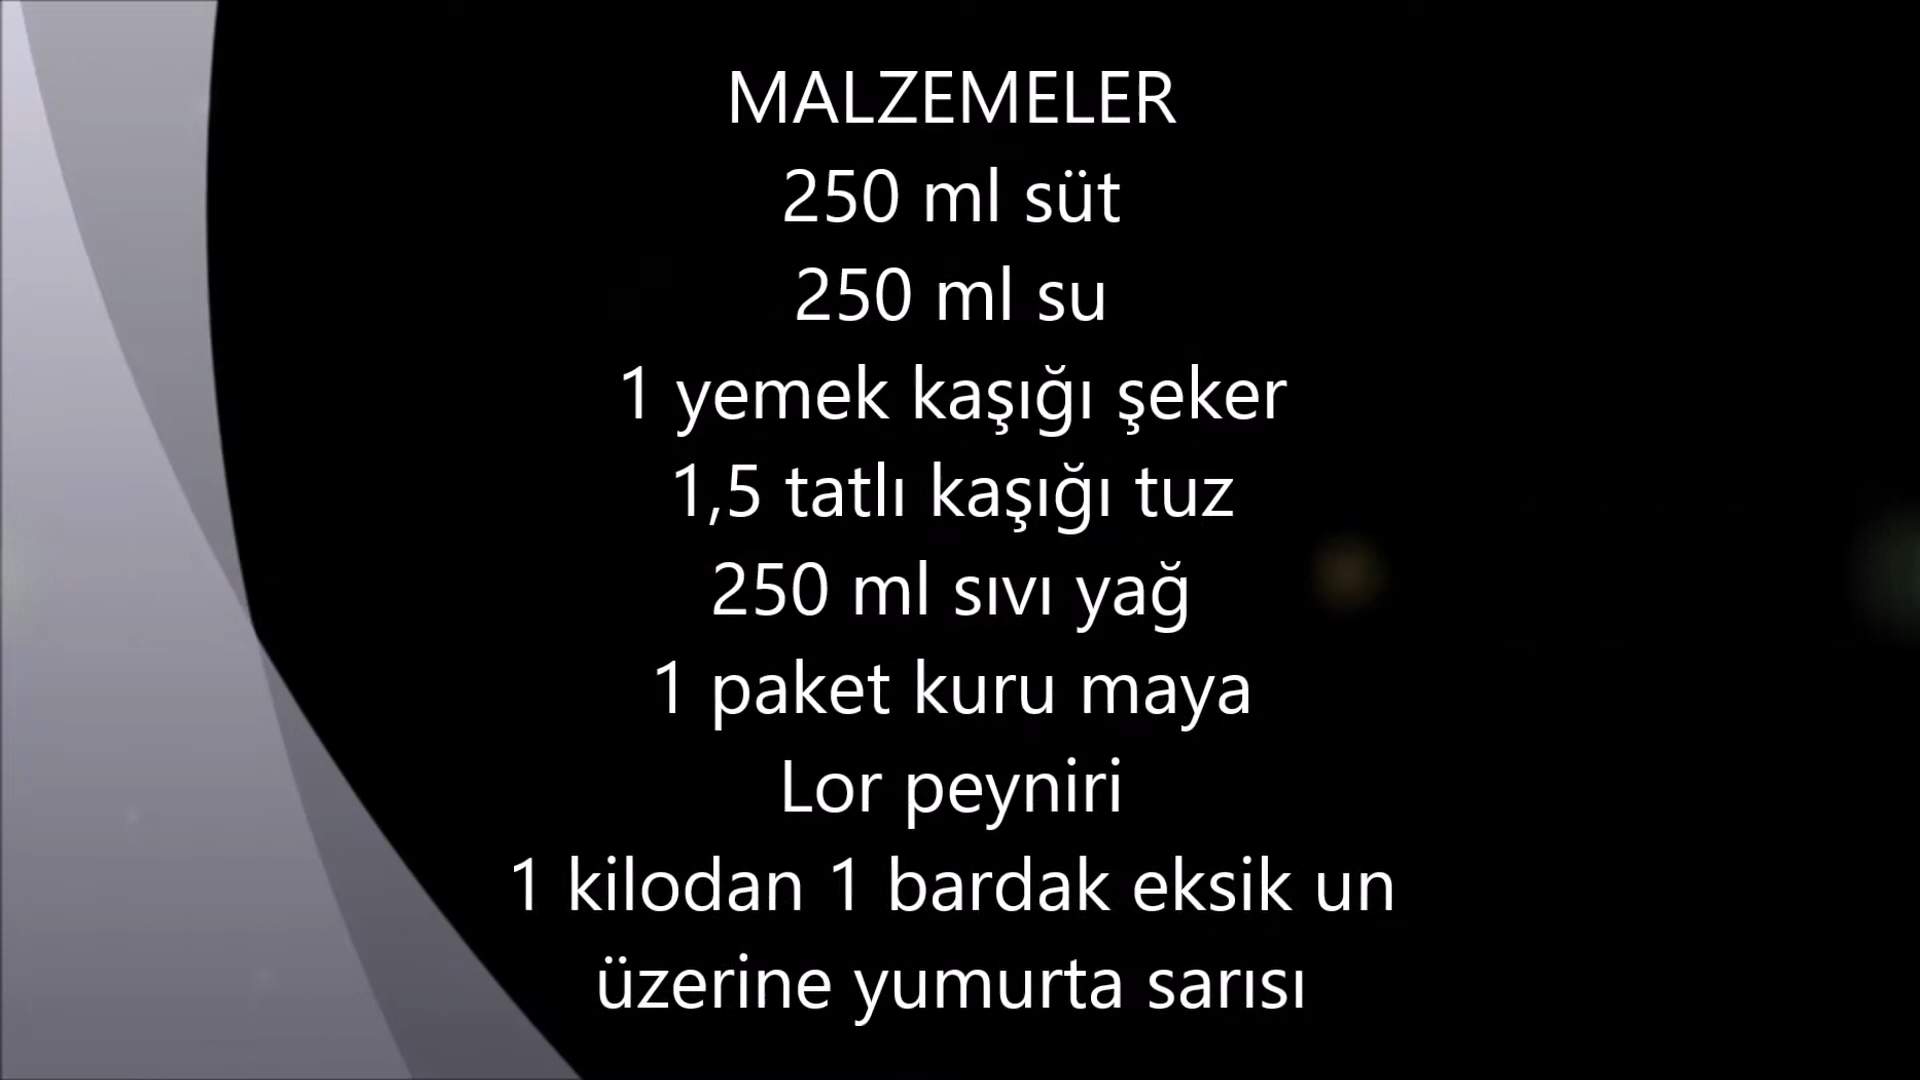 MALZEMELER
250 ml süt
250 ml su
1 yemek kaşığı şeker
1,5 tatlı kaşığı tuz
250 ml sıvı yağ
1 paket kuru maya
Lor peyniri
1 kilodan 1 bardak eksik un
üzerine yumurta sarısı